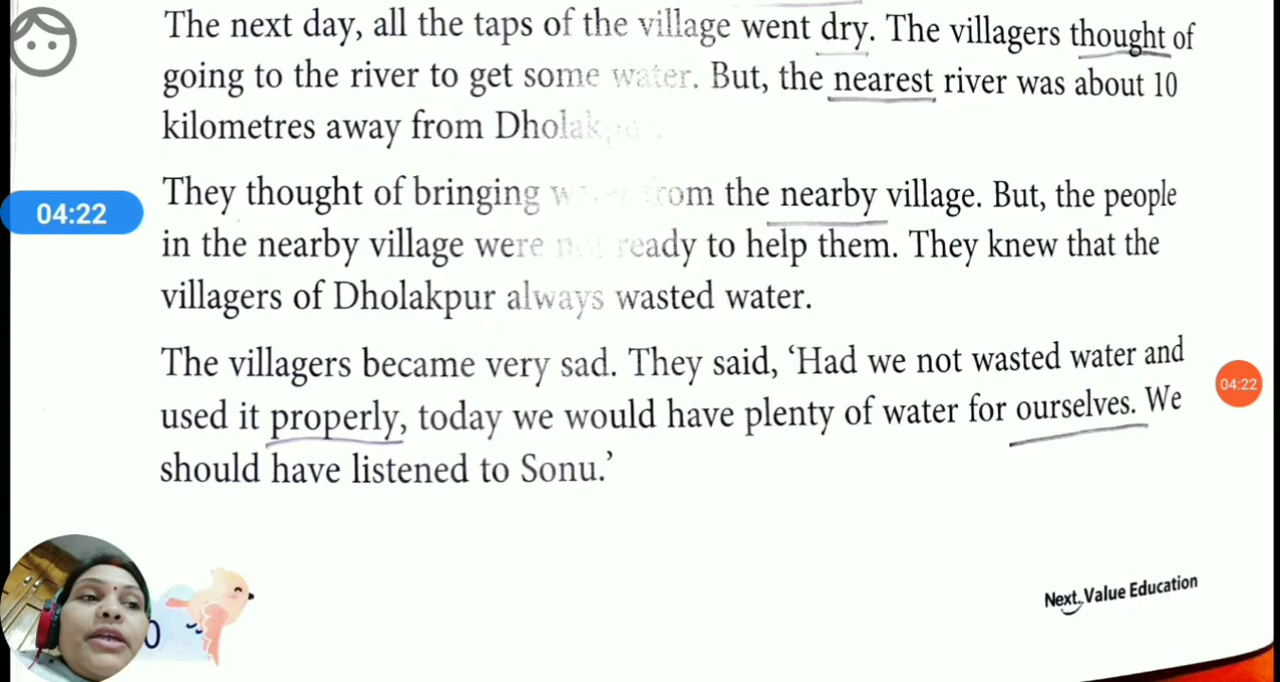 The next day, all the taps of the village went dry. The villagers thought of
going to the river to get some water. But, the nearest river was about 10
kilometres away from Dholakpur.
They thought of bringing water from the nearby village. But, the people
04:22
in the nearby village were not ready to help them. They knew that the
villagers of Dholakpur always wasted water.
The villagers became very sad. They said, ‘Had we not wasted water and
04:22
used it properly, today we would have plenty of water for ourselves. We
should have listened to Sonu.’
Next Value Education
0